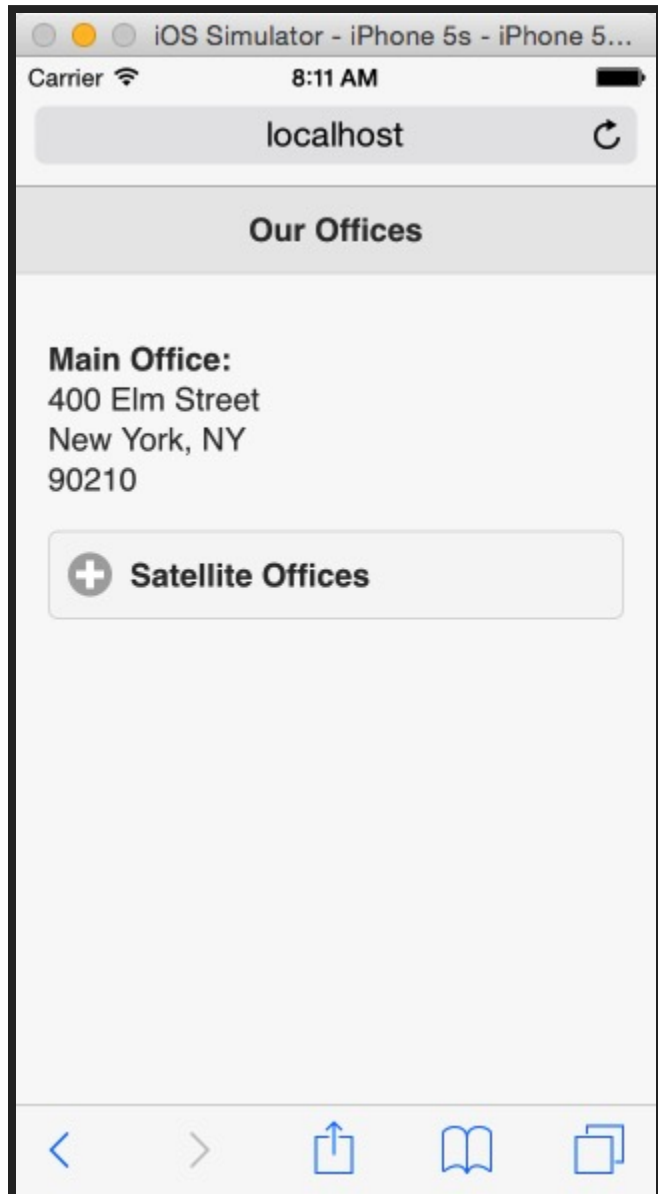 iOS Simulator - iPhone 5s - iPhone 5...
Carrier 8:11 AM
localhost
Our Offices
Main Office:
400 Elm Street
New York, NY
90210
Satellite Offices